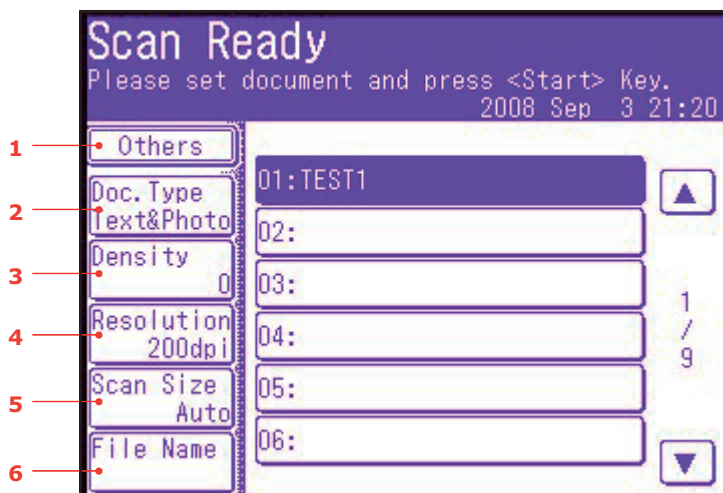 Scan Ready
Please set document and press <Start> Key.
2008 Sep 3 21:20
1
Others
2
Doc.Type
Text&Photo
3
Density
0
4
Resolution
200dpi
5
Scan Size
Auto
6
File Name
01:TEST1
02:
03:
04:
05:
06:
1
/
9